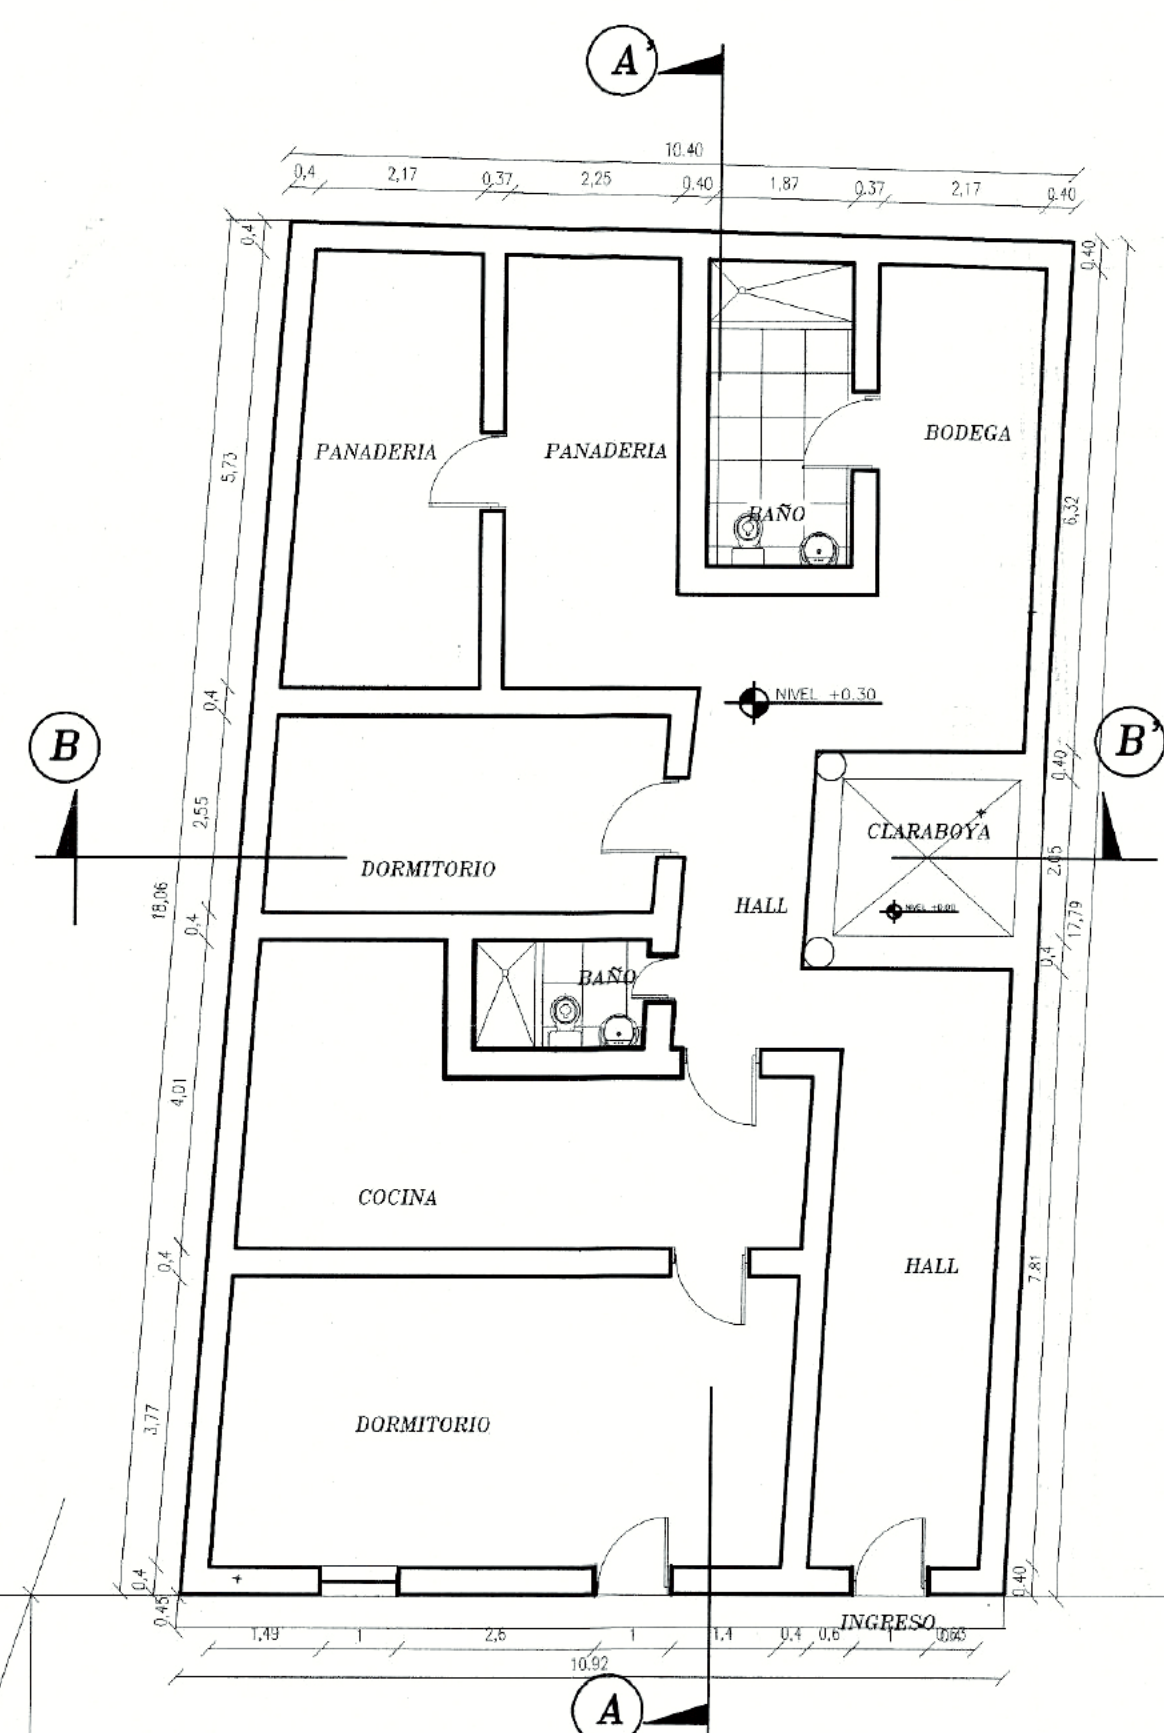 A'
10.40
0,4 2,17 0,37 2,25 0.40 1,87 0.37 2,17 0.40
0,4
0.40
PANADERIA
PANADERIA
BODEGA
5,73
BAÑO
6,32
0,4
NIVEL +0.30
B
B'
0.40
2,55
CLARABOYA
DORMITORIO
2,05
18,06
HALL
NIVEL +0.00
17,79
0,4
0,4
BAÑO
4,01
COCINA
0,4
HALL
7,81
3,77
DORMITORIO
0,4
0.40
0.45
INGRESO
1,49 1 2,6 1 1,4 0.4 0,6 1
10.92
A